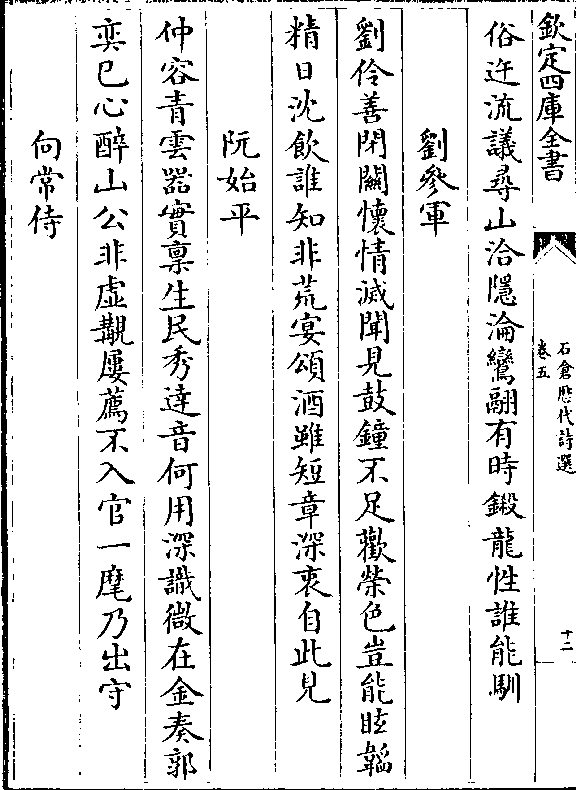 欽定四庫全書
石倉歷代詩選
卷五
十二
俗迕流議尋山洽隱淪鸞翮有時鎩龍性誰能馴
劉參軍
劉伶善閉關懷情滅聞見鼓鐘不足歡榮色豈能眩韜
精日沈飲誰知非荒宴頌酒雖短章深衷自此見
阮始平
仲容青雲器實稟生民秀達音何用深識微在金奏郭
奕已心醉山公非虛覯屢薦不入官一麾乃出守
向常侍